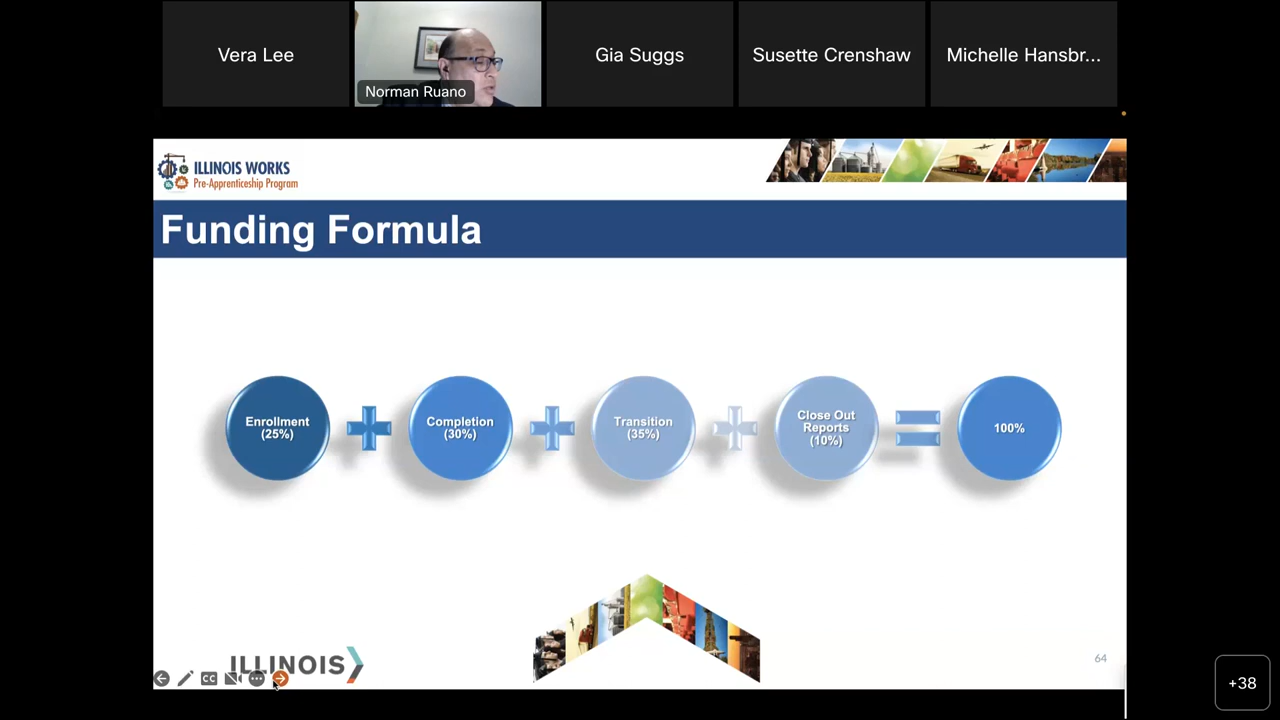 Vera Lee
Norman Ruano
Gia Suggs
Susette Crenshaw
Michelle Hansbr...
ILLINOIS WORKS
Pre-Apprenticeship Program
Funding Formula
Enrollment
(25%)
Completion
(30%)
Transition
(35%)
Close Out
Reports
(10%)
100%
ILLINOIS
64
CC
+38